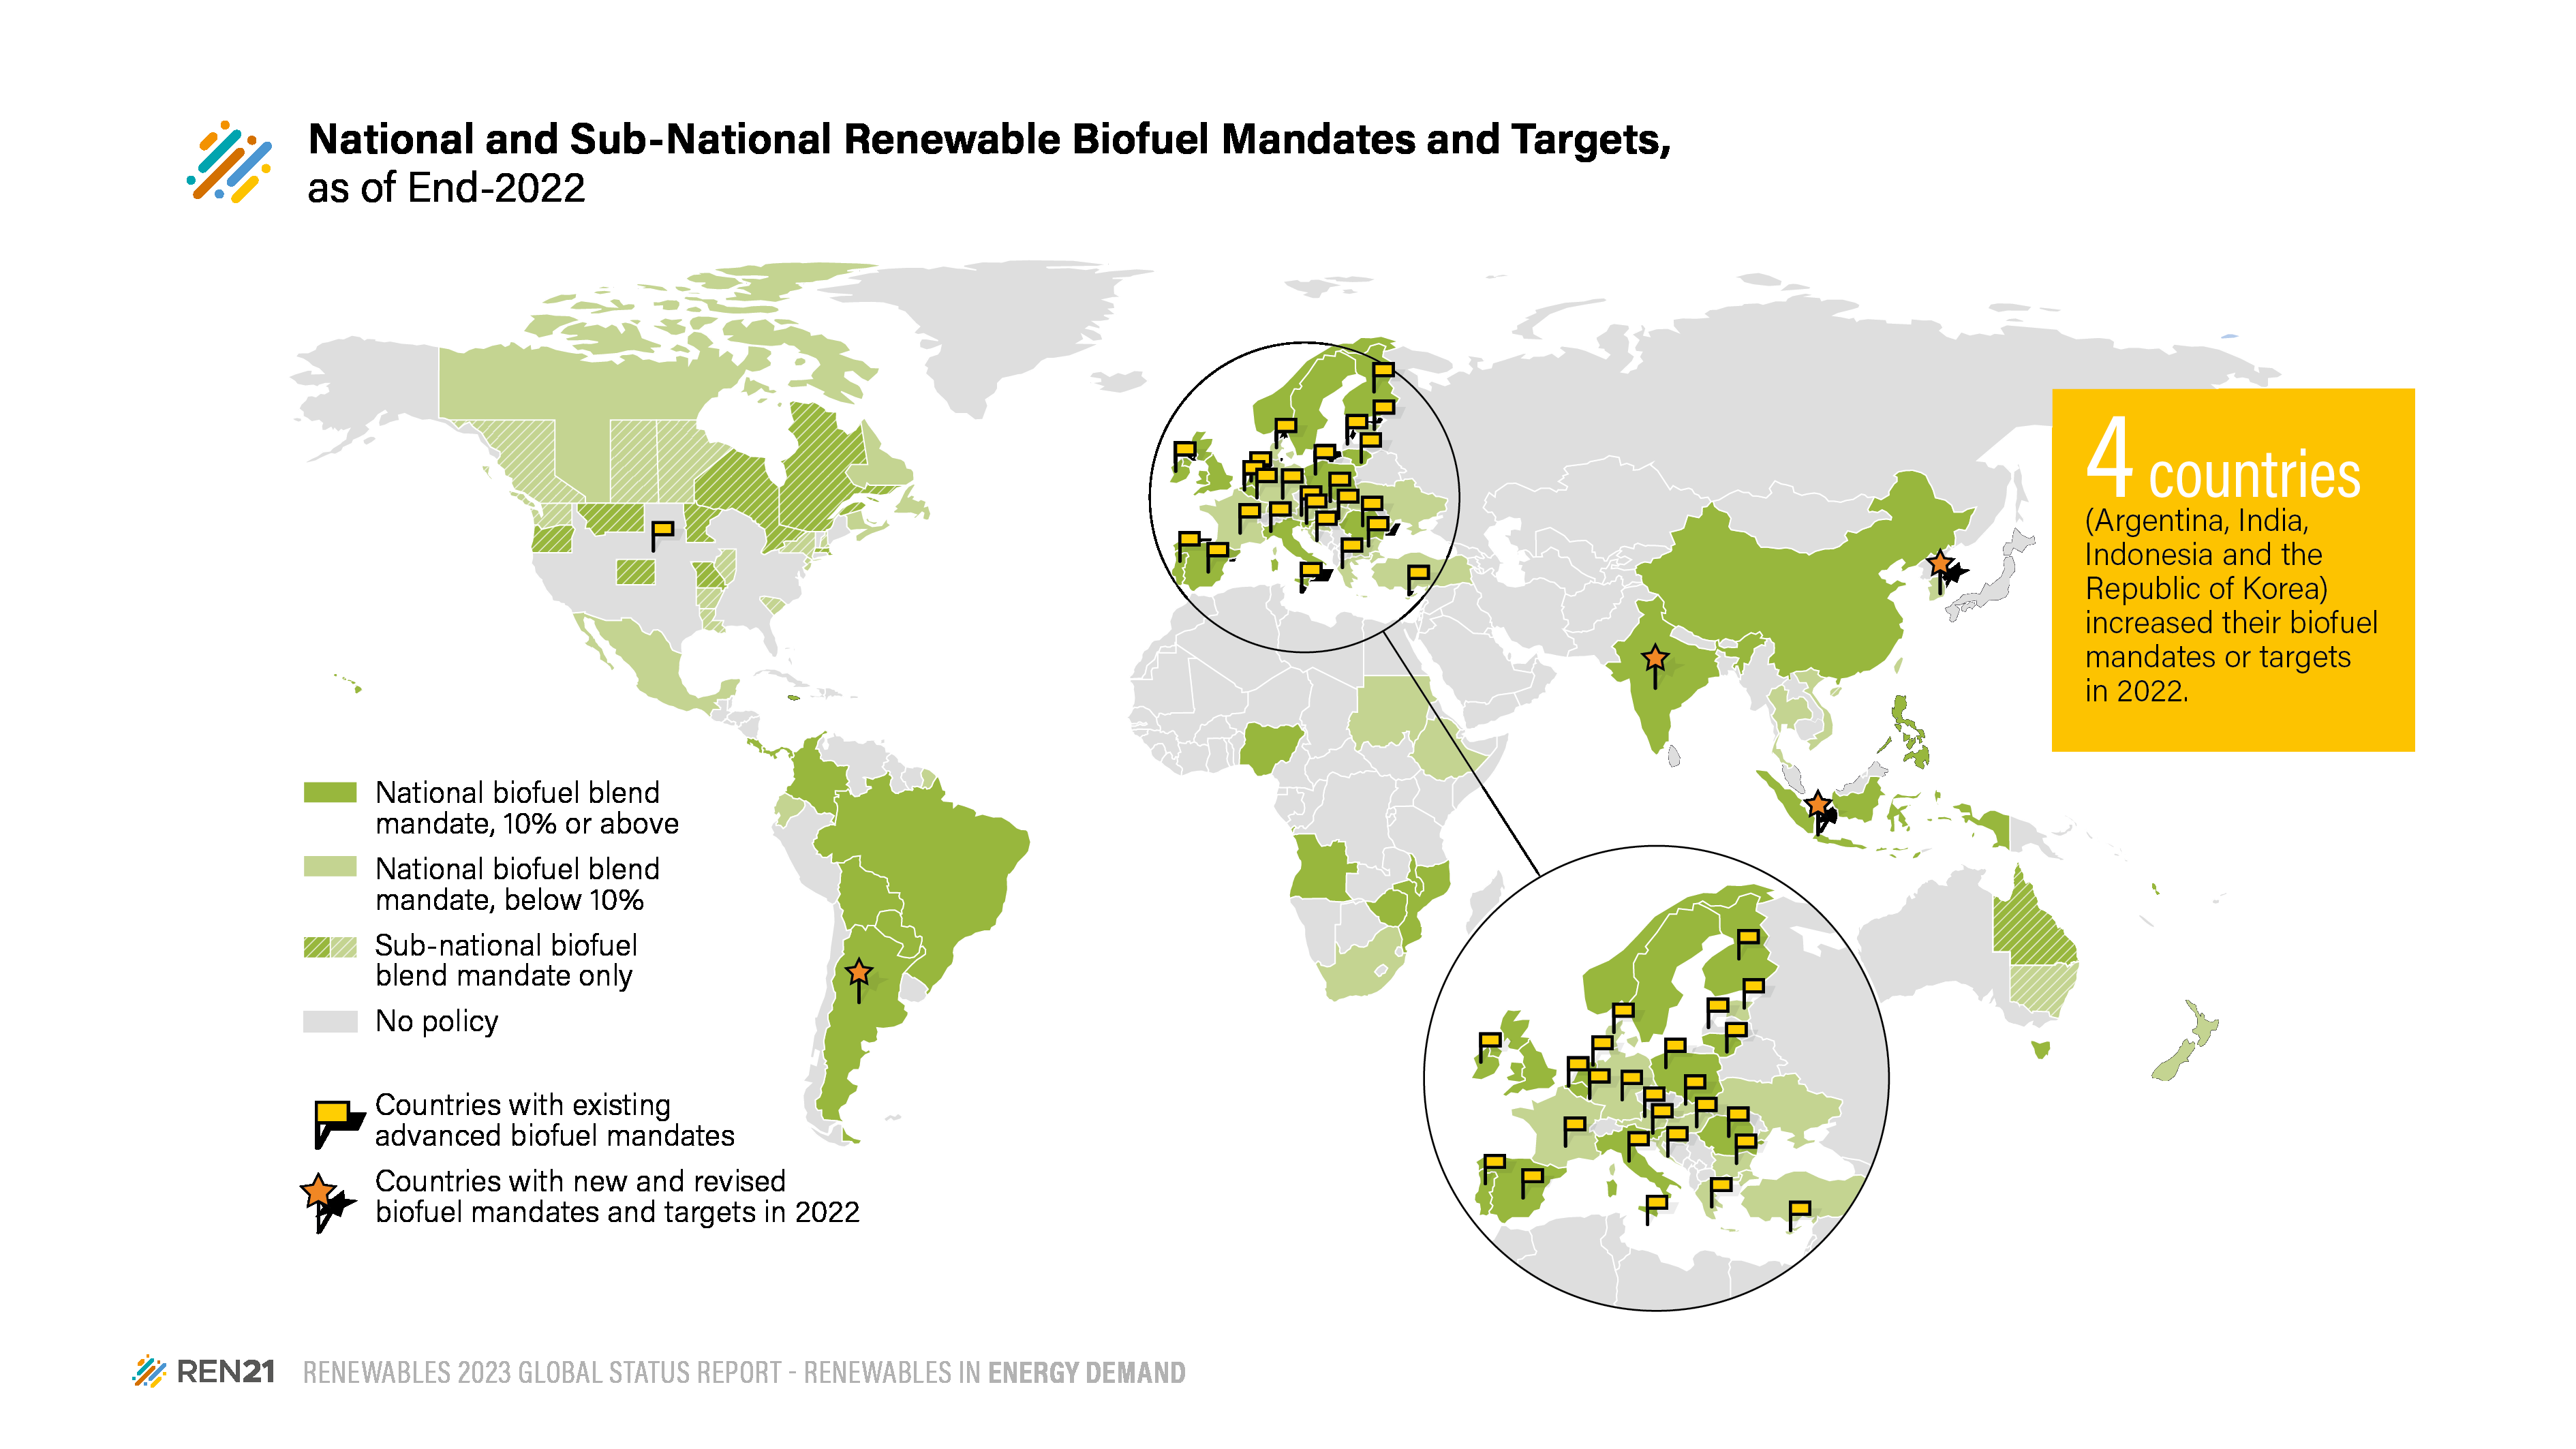 National and Sub-National Renewable Biofuel Mandates and Targets,
as of End-2022
4 countries
(Argentina, India,
Indonesia and the
Republic of Korea)
increased their biofuel
mandates or targets
in 2022.
National biofuel blend
mandate, 10% or above
National biofuel blend
mandate, below 10%
Sub-national biofuel
blend mandate only
No policy
Countries with existing
advanced biofuel mandates
Countries with new and revised
biofuel mandates and targets in 2022
REN21 RENEWABLES 2023 GLOBAL STATUS REPORT - RENEWABLES IN ENERGY DEMAND